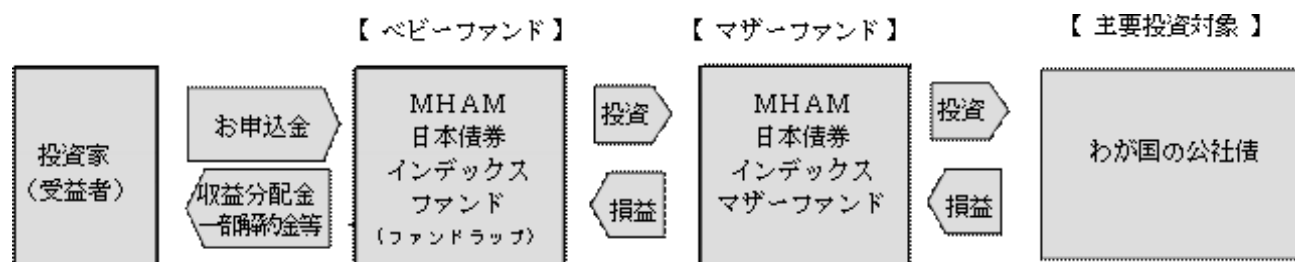 【 ベビーファンド 】
【 マザーファンド 】
【 主要投資対象 】
投資家
（受益者）
お申込金
収益分配金
一部解約金等
ＭＨＡＭ
日本債券
インデックス
ファンド
（ファンドラップ）
投資
損益
ＭＨＡＭ
日本債券
インデックス
マザーファンド
投資
損益
わが国の公社債